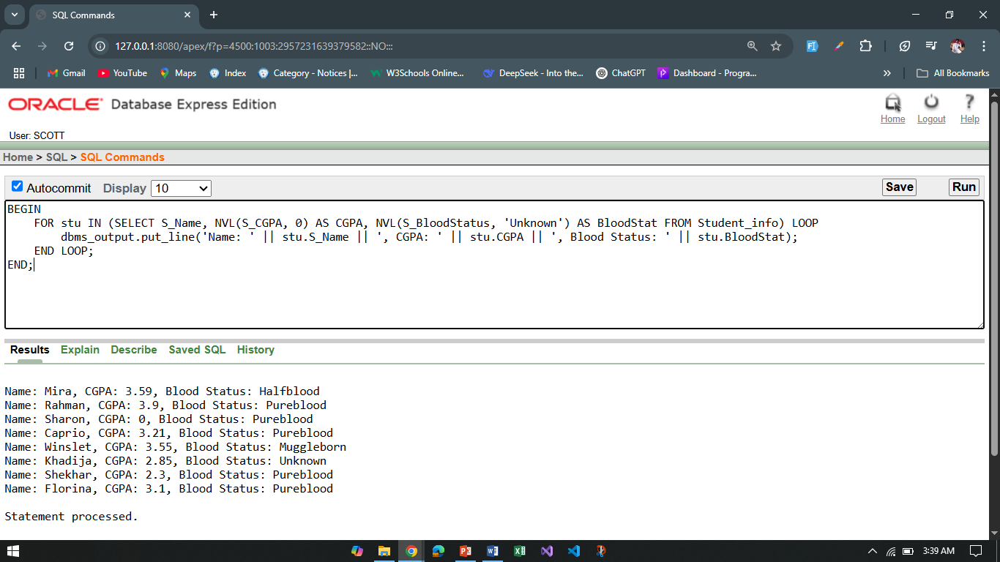 SQL Commands
127.0.0.1:8080/apex/f?p=4500:1003:2957231639379582::NO:::
Gmail YouTube Maps Index Category - Notices |... W3Schools Online... DeepSeek - Into the... ChatGPT Dashboard - Progra... » All Bookmarks
ORACLE Database Express Edition
Home Logout Help
User: SCOTT
Home > SQL > SQL Commands
Autocommit Display 10 Save Run
BEGIN
    FOR stu IN (SELECT S_Name, NVL(S_CGPA, 0) AS CGPA, NVL(S_BloodStatus, 'Unknown') AS BloodStat FROM Student_info) LOOP
        dbms_output.put_line('Name: ' || stu.S_Name || ', CGPA: ' || stu.CGPA || ', Blood Status: ' || stu.BloodStat);
    END LOOP;
END;
Results Explain Describe Saved SQL History
Name: Mira, CGPA: 3.59, Blood Status: Halfblood
Name: Rahman, CGPA: 3.9, Blood Status: Pureblood
Name: Sharon, CGPA: 0, Blood Status: Pureblood
Name: Caprio, CGPA: 3.21, Blood Status: Pureblood
Name: Winslet, CGPA: 3.55, Blood Status: Muggleborn
Name: Khadija, CGPA: 2.85, Blood Status: Unknown
Name: Shekhar, CGPA: 2.3, Blood Status: Pureblood
Name: Florina, CGPA: 3.1, Blood Status: Pureblood
Statement processed.
3:39 AM